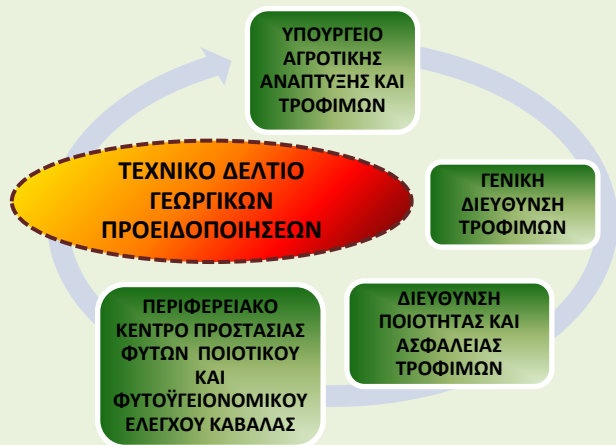 ΥΠΟΥΡΓΕΙΟ
ΑΓΡΟΤΙΚΗΣ
ΑΝΑΠΤΥΞΗΣ ΚΑΙ
ΤΡΟΦΙΜΩΝ
ΓΕΝΙΚΗ
ΔΙΕΥΘΥΝΣΗ
ΤΡΟΦΙΜΩΝ
ΔΙΕΥΘΥΝΣΗ
ΠΟΙΟΤΗΤΑΣ ΚΑΙ
ΑΣΦΑΛΕΙΑΣ
ΤΡΟΦΙΜΩΝ
ΠΕΡΙΦΕΡΕΙΑΚΟ
ΚΕΝΤΡΟ ΠΡΟΣΤΑΣΙΑΣ
ΦΥΤΩΝ ΠΟΙΟΤΙΚΟΥ
ΚΑΙ
ΦΥΤΟΫΓΕΙΟΝΟΜΙΚΟΥ
ΕΛΕΓΧΟΥ ΚΑΒΑΛΑΣ
ΤΕΧΝΙΚΟ ΔΕΛΤΙΟ
ΓΕΩΡΓΙΚΩΝ
ΠΡΟΕΙΔΟΠΟΙΗΣΕΩΝ